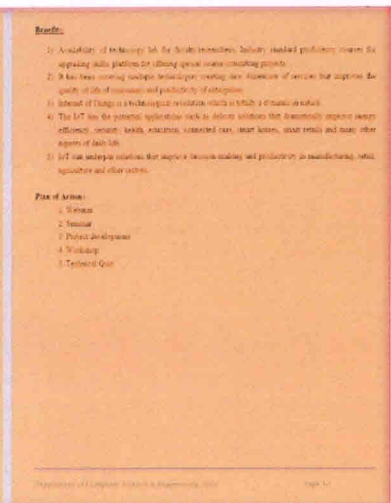 Benefits:
1) Availability of technology lab for faculty researchers, Industry standard proficiency courses for
upgrading skills, platform for offering special course consulting projects.
2) It has been covering multiple technologies creating new dimension of services that improves the
quality of life of consumers and productivity of enterprises.
3) Internet of Things is a technological revolution which is totally dynamic in nature.
4) The IoT has the potential applications such as deliver solutions that dramatically improve energy
efficiency, security, health, education, connected cars, smart homes, smart retails and many other
aspects of daily life.
5) IoT can underpin solutions that improve decision-making and productivity in manufacturing, retail,
agriculture and other sectors.
Plan of Action:
1. Webinar
2. Seminar
3. Project development
4. Workshop
5. Technical Quiz
Department of Computer Science & Engineering
Page